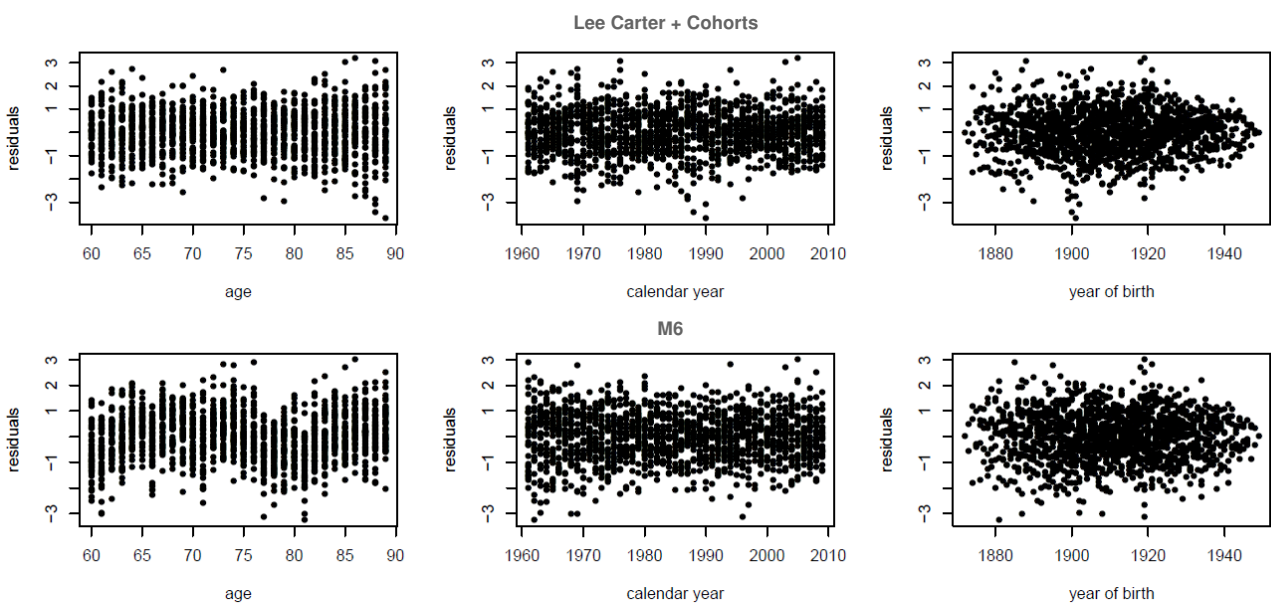 Lee Carter + Cohorts
residuals
3
2
1
−1
−3
60 65 70 75 80 85 90
age
residuals
3
2
1
−1
−3
1960 1970 1980 1990 2000 2010
calendar year
residuals
3
2
1
−1
−3
1880 1900 1920 1940
year of birth
M6
residuals
3
2
1
−1
−3
60 65 70 75 80 85 90
age
residuals
3
2
1
−1
−3
1960 1970 1980 1990 2000 2010
calendar year
residuals
3
2
1
−1
−3
1880 1900 1920 1940
year of birth